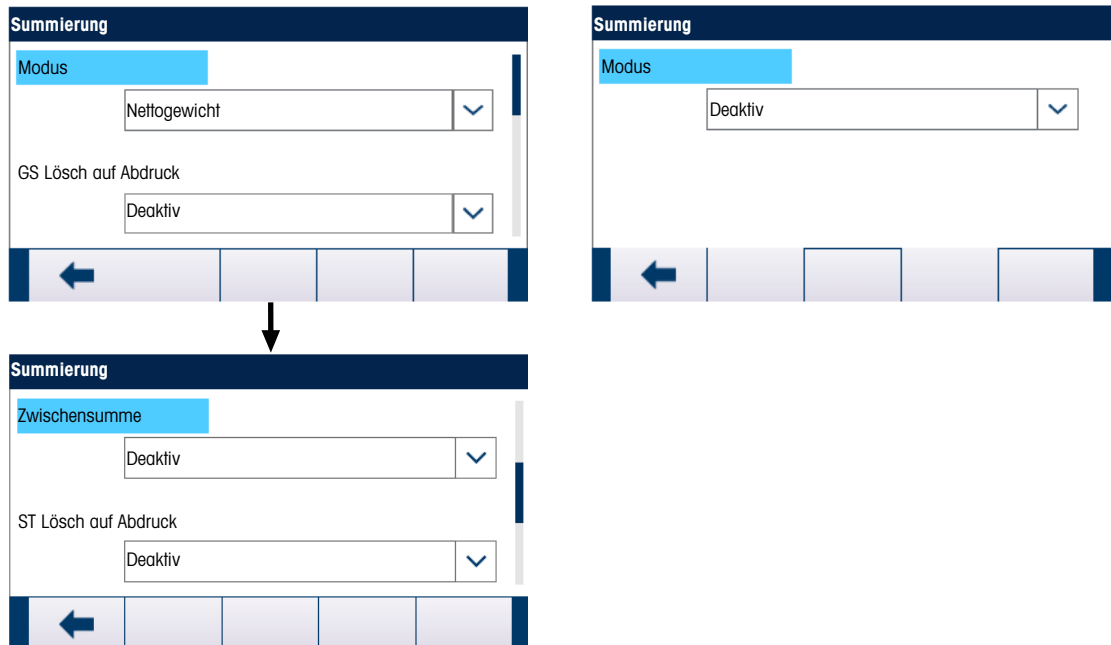 Summierung
Modus
Nettogewicht
GS Lösch auf Abdruck
Deaktiv
Summierung
Zwischensumme
Deaktiv
ST Lösch auf Abdruck
Deaktiv
Summierung
Modus
Deaktiv